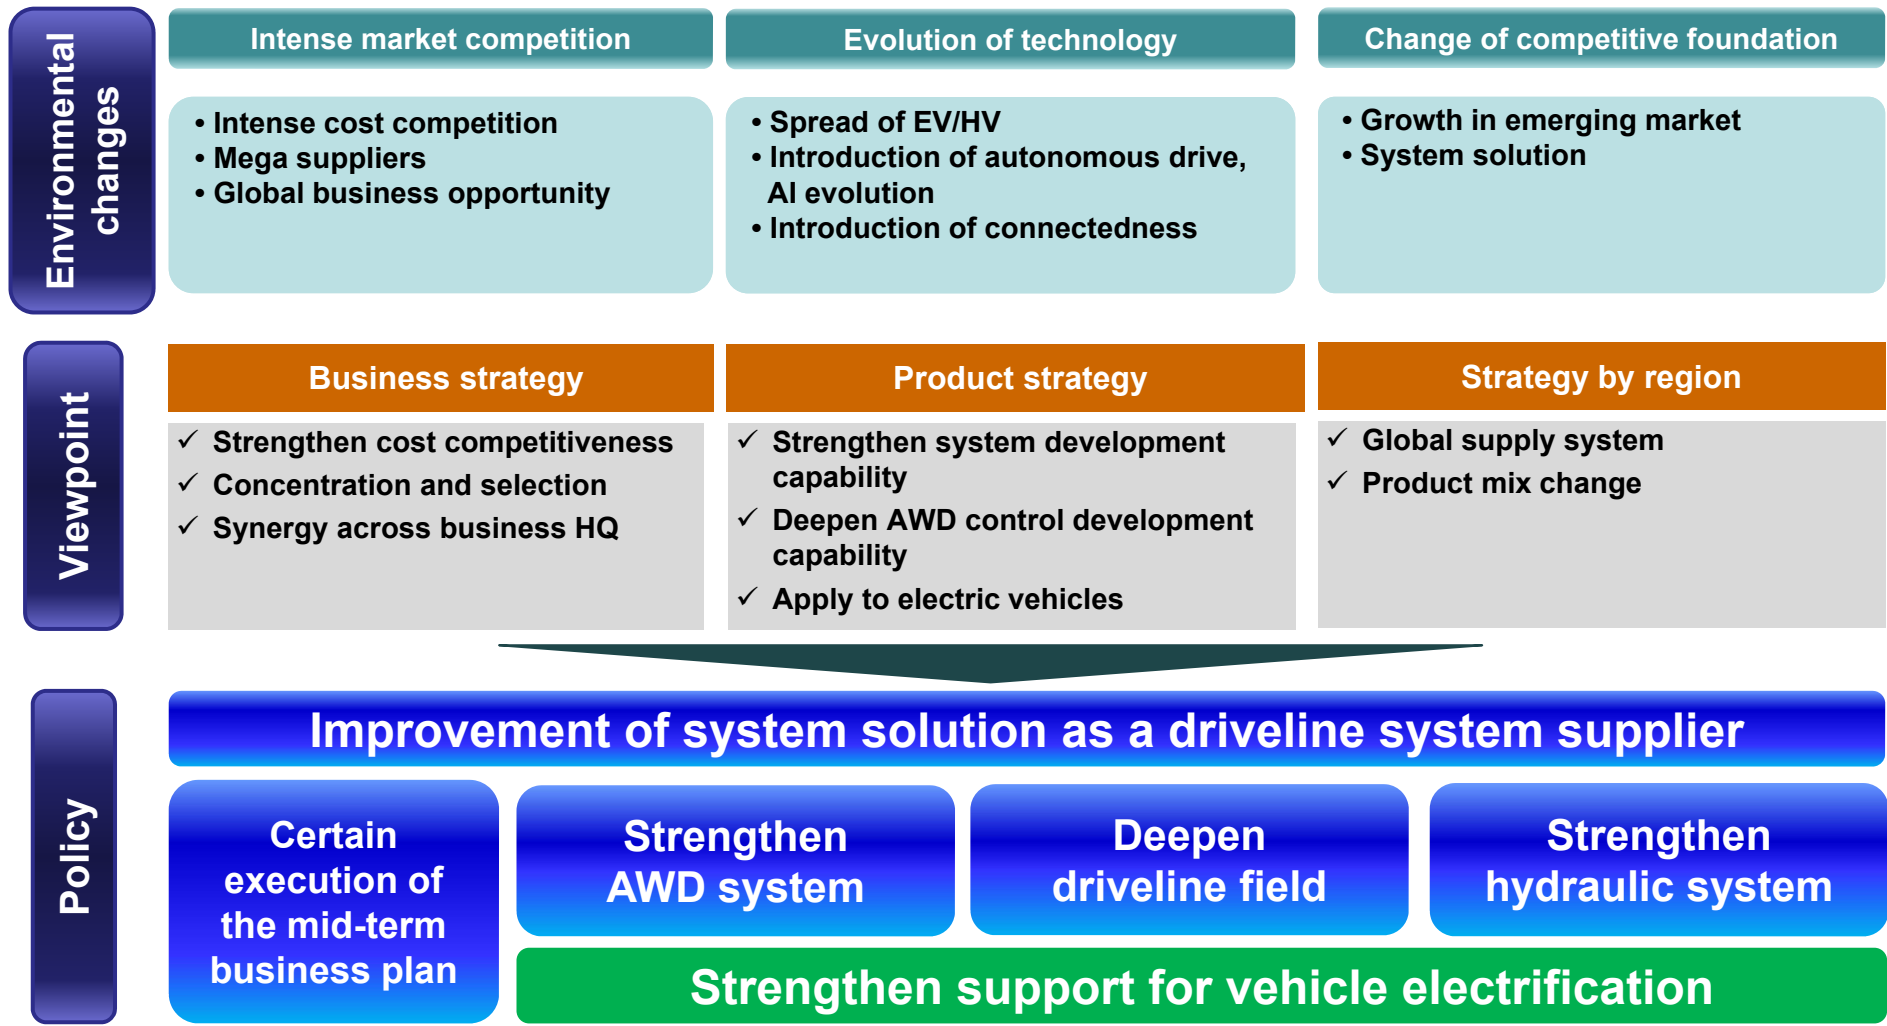 Environmental
changes
Intense market competition
• Intense cost competition
• Mega suppliers
• Global business opportunity
Evolution of technology
• Spread of EV/HV
• Introduction of autonomous drive,
AI evolution
• Introduction of connectedness
Change of competitive foundation
• Growth in emerging market
• System solution
Viewpoint
Business strategy
✓ Strengthen cost competitiveness
✓ Concentration and selection
✓ Synergy across business HQ
Product strategy
✓ Strengthen system development
capability
✓ Deepen AWD control development
capability
✓ Apply to electric vehicles
Strategy by region
✓ Global supply system
✓ Product mix change
Policy
Improvement of system solution as a driveline system supplier
Certain
execution of
the mid-term
business plan
Strengthen
AWD system
Deepen
driveline field
Strengthen
hydraulic system
Strengthen support for vehicle electrification